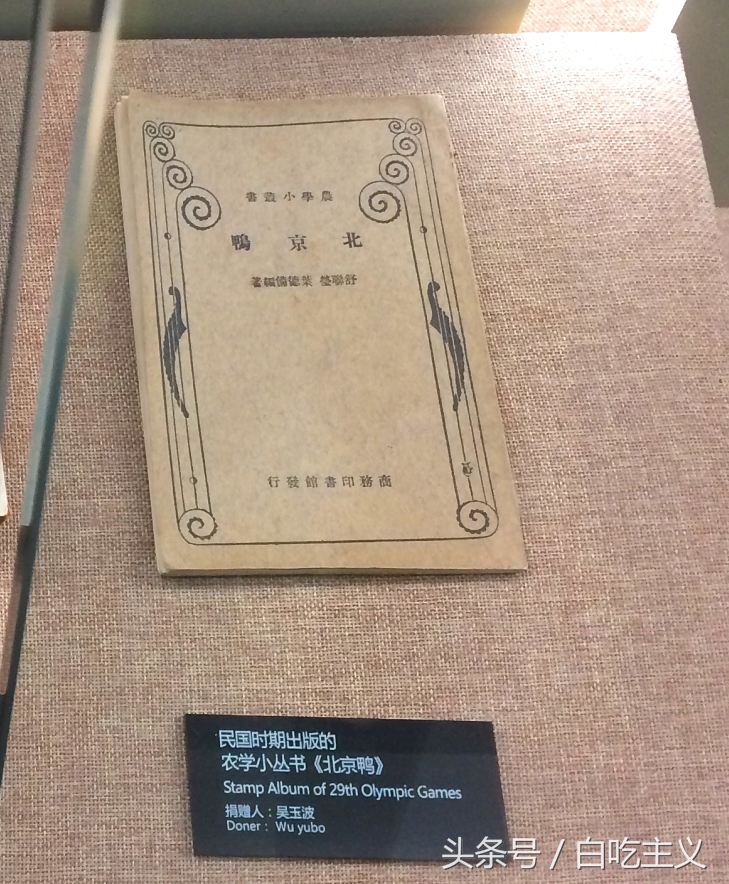 農學小叢書
北京鴨
舒聯瑩 葉德備編著
商務印書館發行
民国时期出版的
农学小丛书《北京鸭》
Stamp Album of 29th Olympic Games
捐赠人：吴玉波
Doner： Wu yubo
头条号 / 白吃主义